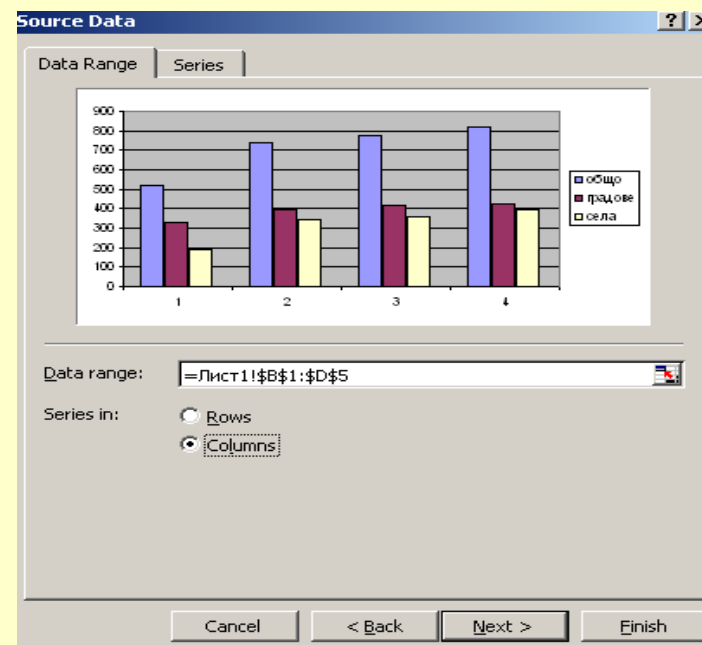 Source Data
Data Range Series
900
800
700
600
500
400
300
200
100
0
1 2 3 4
общо
градове
села
Data range: =Лист1!$B$1:$D$5
Series in: Rows
Columns
Cancel < Back Next > Finish